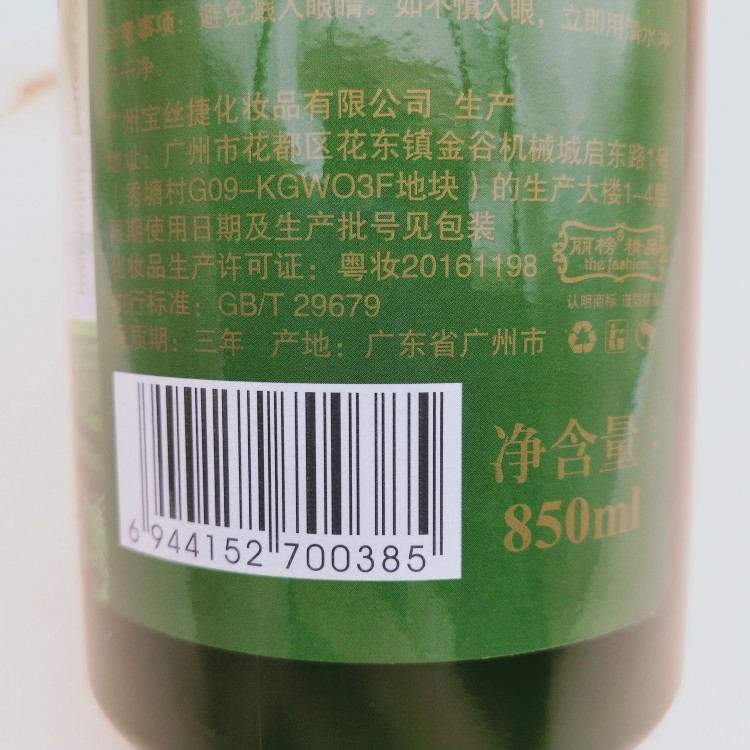 注意事项：避免溅入眼睛。如不慎入眼，立即用清水冲
洗干净。
广州宝丝捷化妆品有限公司 生产
地址：广州市花都区花东镇金谷机械城启东路1号
（秀塘村G09-KGWO3F地块）的生产大楼1-4层
限期使用日期及生产批号见包装
化妆品生产许可证：粤妆20161198
执行标准：GB/T 29679
保质期：三年 产地：广东省广州市
丽榜®精品
the fashion
认明商标
净含量：
850ml
6 944152 700385